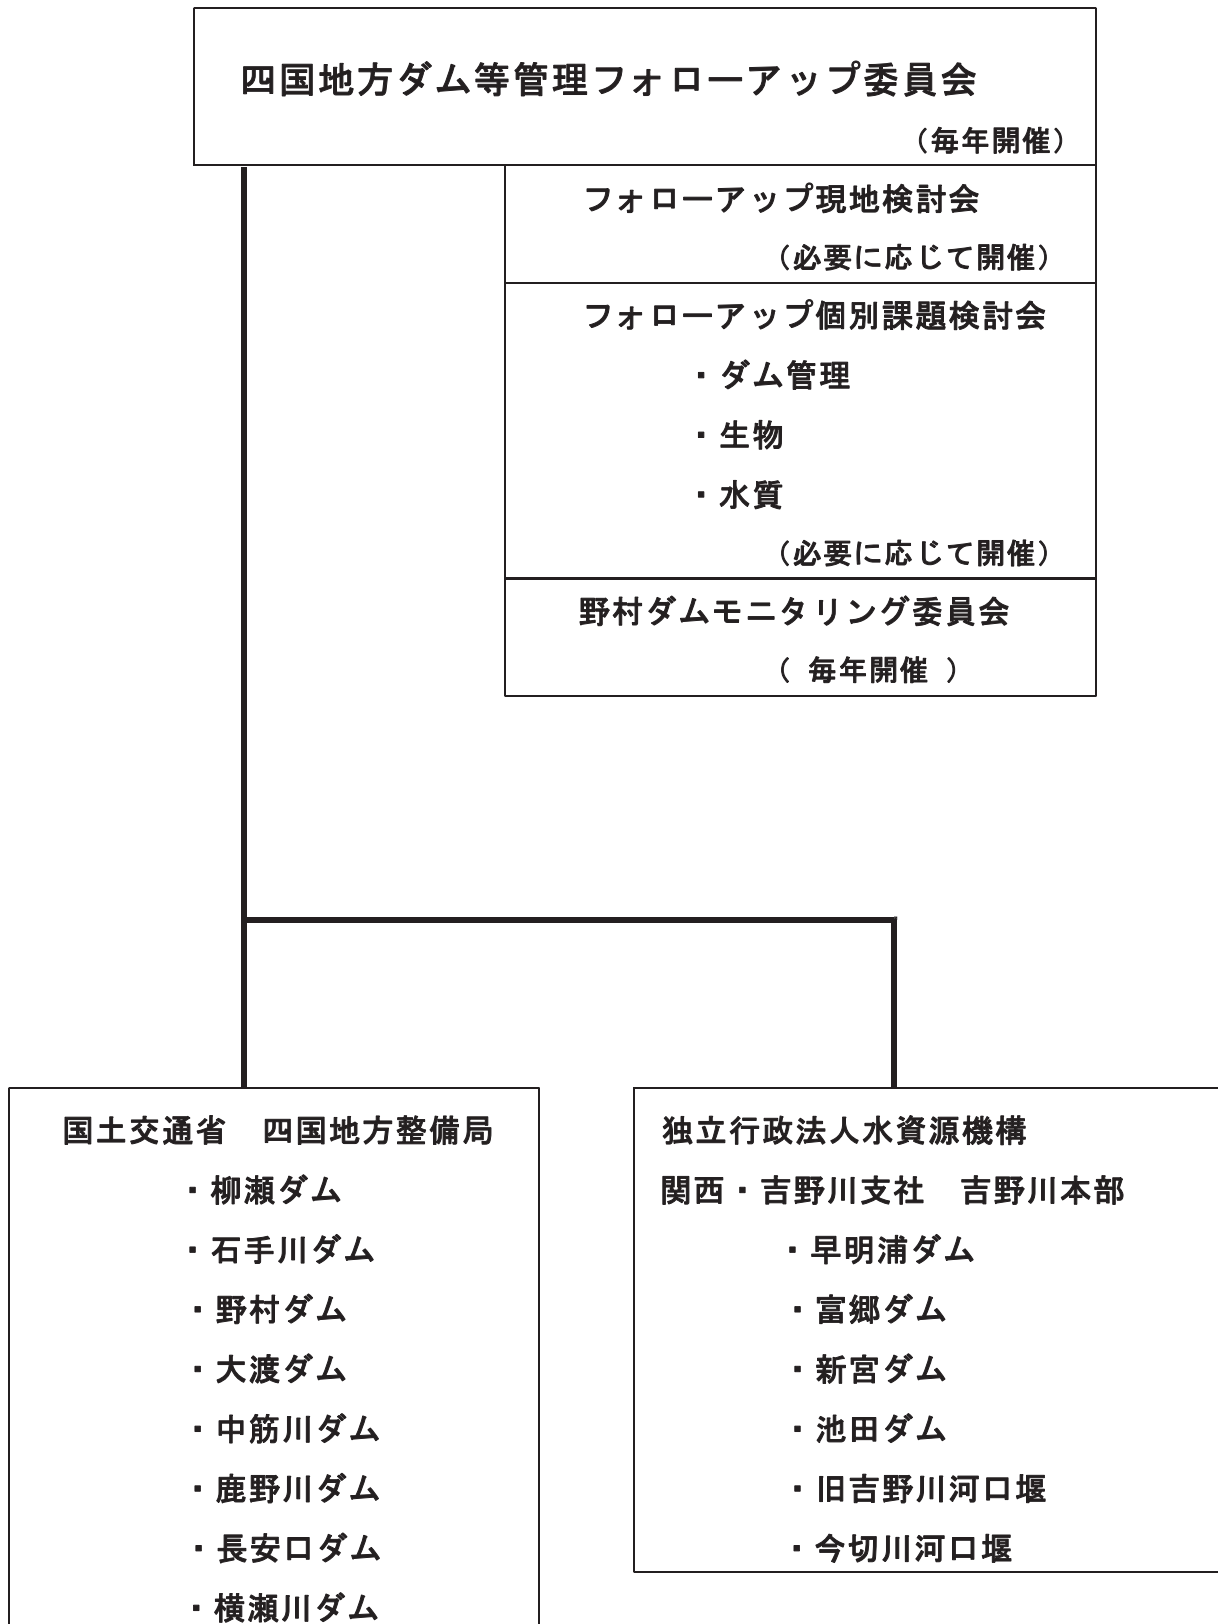 四国地方ダム等管理フォローアップ委員会
（毎年開催）
フォローアップ現地検討会
（必要に応じて開催）
フォローアップ個別課題検討会
・ダム管理
・生物
・水質
（必要に応じて開催）
野村ダムモニタリング委員会
（ 毎年開催 ）
国土交通省　四国地方整備局
・柳瀬ダム
・石手川ダム
・野村ダム
・大渡ダム
・中筋川ダム
・鹿野川ダム
・長安口ダム
・横瀬川ダム
独立行政法人水資源機構
関西・吉野川支社　吉野川本部
・早明浦ダム
・富郷ダム
・新宮ダム
・池田ダム
・旧吉野川河口堰
・今切川河口堰